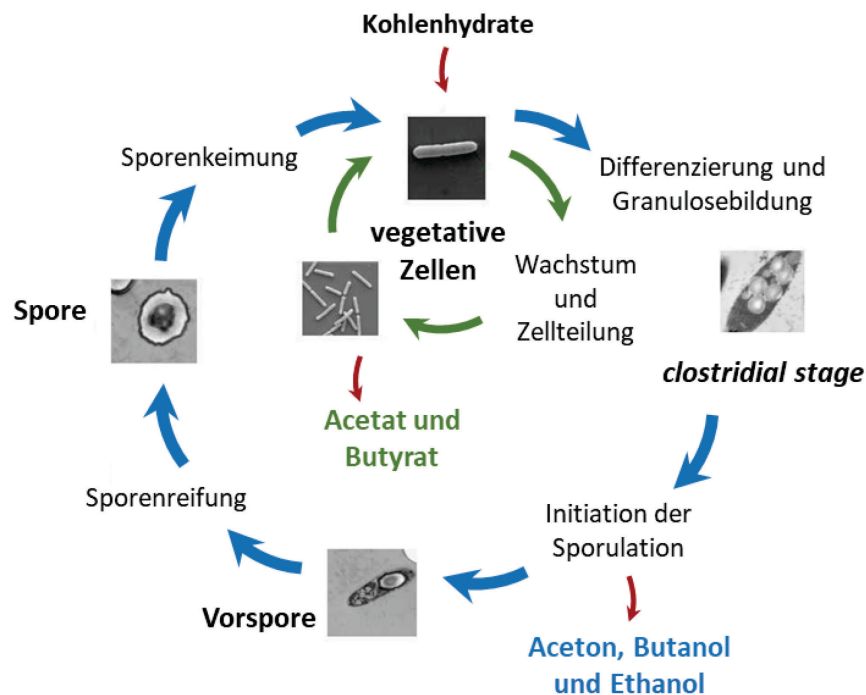 Kohlenhydrate
Sporenkeimung
Differenzierung und
Granulosebildung
vegetative
Zellen
Wachstum
und
Zellteilung
Spore
clostridial stage
Acetat und
Butyrat
Sporenreifung
Initiation der
Sporulation
Vorspore
Aceton, Butanol
und Ethanol